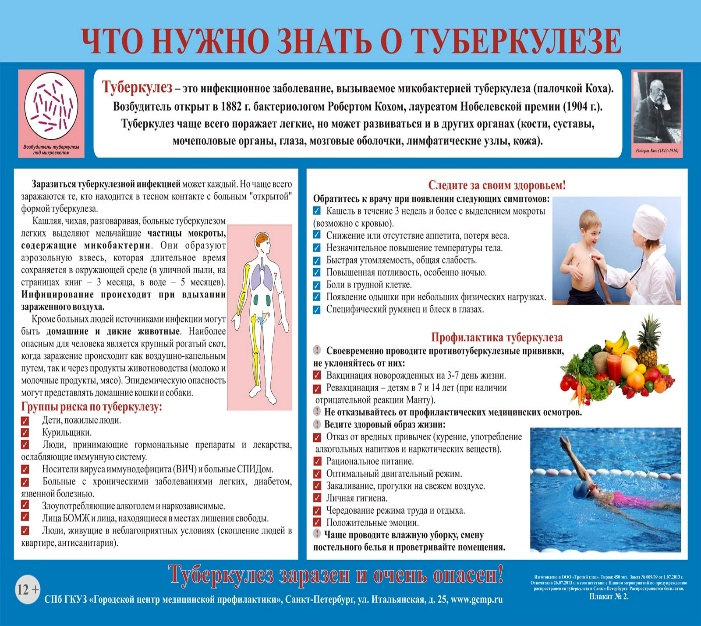 ЧТО НУЖНО ЗНАТЬ О ТУБЕРКУЛЕЗЕ
Туберкулез – это инфекционное заболевание, вызываемое микобактерией туберкулеза (палочкой Коха).
Возбудитель открыт в 1882 г. бактериологом Робертом Кохом, лауреатом Нобелевской премии (1904 г.).
Туберкулез чаще всего поражает легкие, но может развиваться и в других органах (кости, суставы,
мочеполовые органы, глаза, мозговые оболочки, лимфатические узлы, кожа).
Возбудитель туберкулеза
под микроскопом
Роберт Кох
Заразиться туберкулезной инфекцией может каждый. Но чаще всего
заражаются те, кто находится в тесном контакте с больным "открытой"
формой туберкулеза.
Кашляя, чихая, разговаривая, больные туберкулезом
легких выделяют мельчайшие частицы мокроты,
содержащие микобактерии. Они образуют
аэрозольную взвесь, которая длительное время
сохраняется в окружающей среде (в уличной пыли, на
страницах книг – 3 месяца, в воде – 5 месяцев).
Инфицирование происходит при вдыхании
зараженного воздуха.
Кроме больных людей источниками инфекции могут
быть домашние и дикие животные. Наиболее
опасным для человека является крупный рогатый скот,
когда заражение происходит как воздушно-капельным
путем, так и через продукты животноводства (молоко и
молочные продукты, мясо). Эпидемическую опасность
могут представлять домашние кошки и собаки.
Группы риска по туберкулезу:
Дети, пожилые люди.
Курильщики.
Люди, принимающие гормональные препараты и лекарства,
ослабляющие иммунную систему.
Носители вируса иммунодефицита (ВИЧ) и больные СПИДом.
Больные с хроническими заболеваниями легких, диабетом,
язвенной болезнью.
Злоупотребляющие алкоголем и наркозависимые.
Лица БОМЖ и лица, находящиеся в местах лишения свободы.
Люди, живущие в неблагоприятных условиях (скопление людей в
квартире, антисанитария).
Следите за своим здоровьем!
Обратитесь к врачу при появлении следующих симптомов:
Кашель в течение 3 недель и более с выделением мокроты
(возможно с кровью).
Снижение или отсутствие аппетита, потеря веса.
Незначительное повышение температуры тела.
Быстрая утомляемость, общая слабость.
Повышенная потливость, особенно ночью.
Боли в грудной клетке.
Появление одышки при небольших физических нагрузках.
Специфический румянец и блеск в глазах.
Профилактика туберкулеза
! Своевременно проводите противотуберкулезные прививки,
не уклоняйтесь от них:
Вакцинация новорожденных на 3-7 день жизни.
Ревакцинация – детям в 7 и 14 лет (при наличии
отрицательной реакции Манту).
! Не отказывайтесь от профилактических медицинских осмотров.
! Ведите здоровый образ жизни:
Отказ от вредных привычек (курение, употребление
алкогольных напитков и наркотических веществ).
Рациональное питание.
Оптимальный двигательный режим.
Закаливание, прогулки на свежем воздухе.
Личная гигиена.
Чередование режима труда и отдыха.
Положительные эмоции.
! Чаще проводите влажную уборку, смену
постельного белья и проветривайте помещения.
Туберкулез заразен и очень опасен!
12 +
СПб ГКУЗ «Городской центр медицинской профилактики», Санкт-Петербург, ул. Итальянская, д. 25, www.gcmp.ru
Плакат № 2.